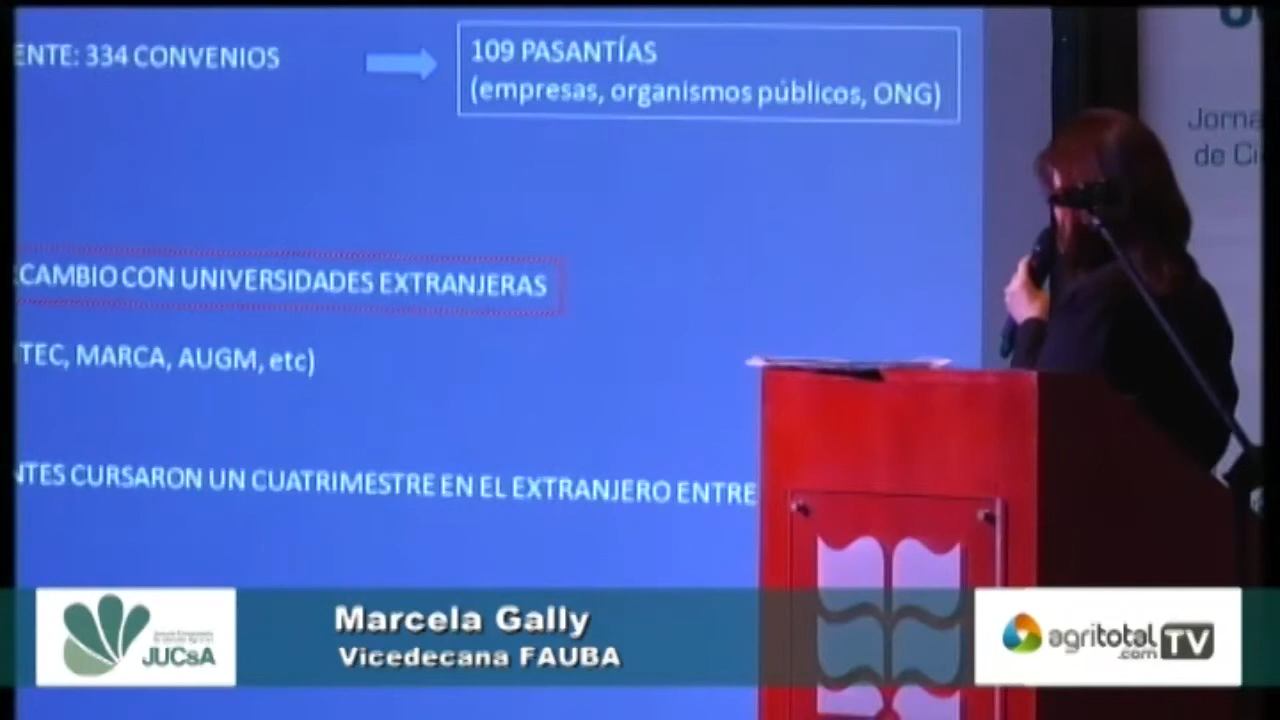 ENTE: 334 CONVENIOS
109 PASANTÍAS
(empresas, organismos públicos, ONG)
Jorna
de Ci
CAMBIO CON UNIVERSIDADES EXTRANJERAS
TEC, MARCA, AUGM, etc)
NTES CURSARON UN CUATRIMESTRE EN EL EXTRANJERO ENTRE
Marcela Gally
Vicedecana FAUBA
JUCsA
agritotal
.com
TV